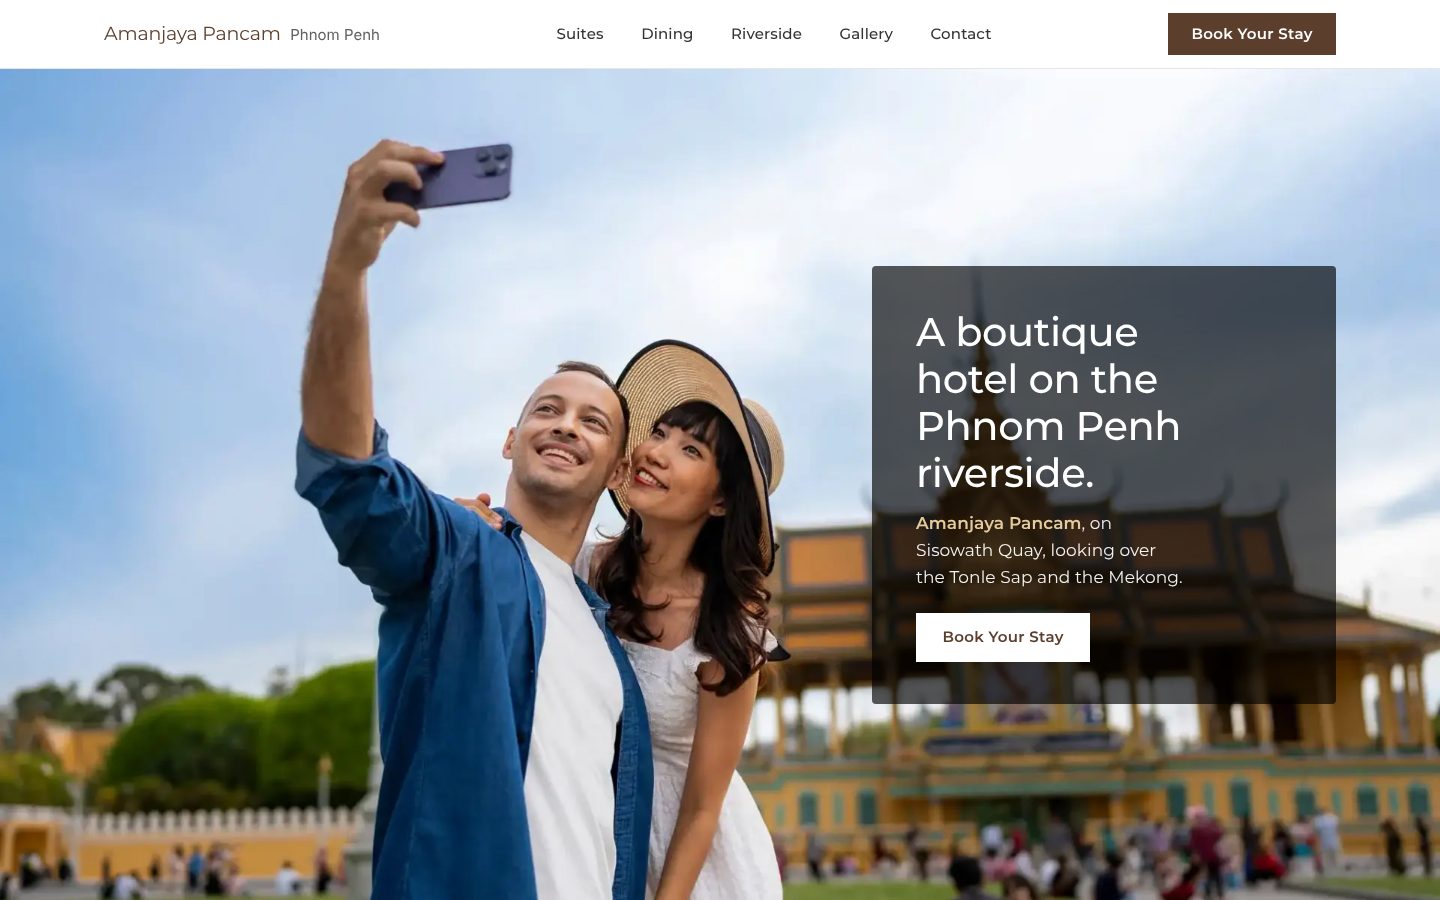 Amanjaya Pancam Phnom Penh
Suites Dining Riverside Gallery Contact
Book Your Stay
A boutique
hotel on the
Phnom Penh
riverside.
Amanjaya Pancam, on
Sisowath Quay, looking over
the Tonle Sap and the Mekong.
Book Your Stay